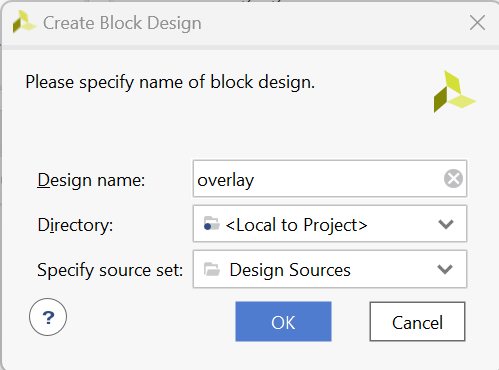 Create Block Design
Please specify name of block design.
Design name: overlay
Directory: <Local to Project>
Specify source set: Design Sources
? OK Cancel